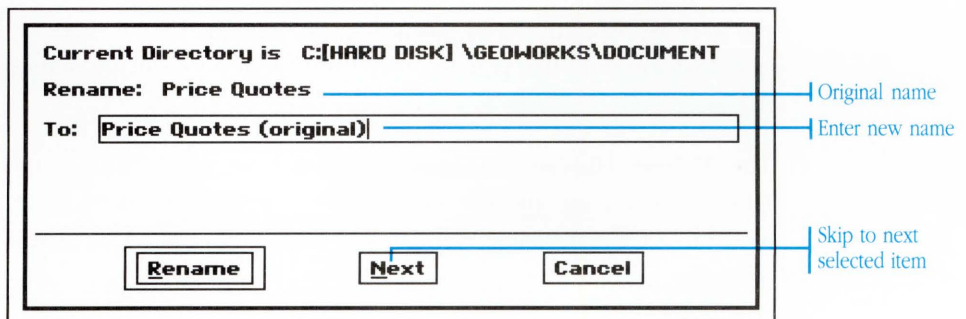 Current Directory is C:[HARD DISK] \GEOWORKS\DOCUMENT
Rename: Price Quotes
Original name
To: Price Quotes (original)
Enter new name
Skip to next
selected item
Rename
Next
Cancel